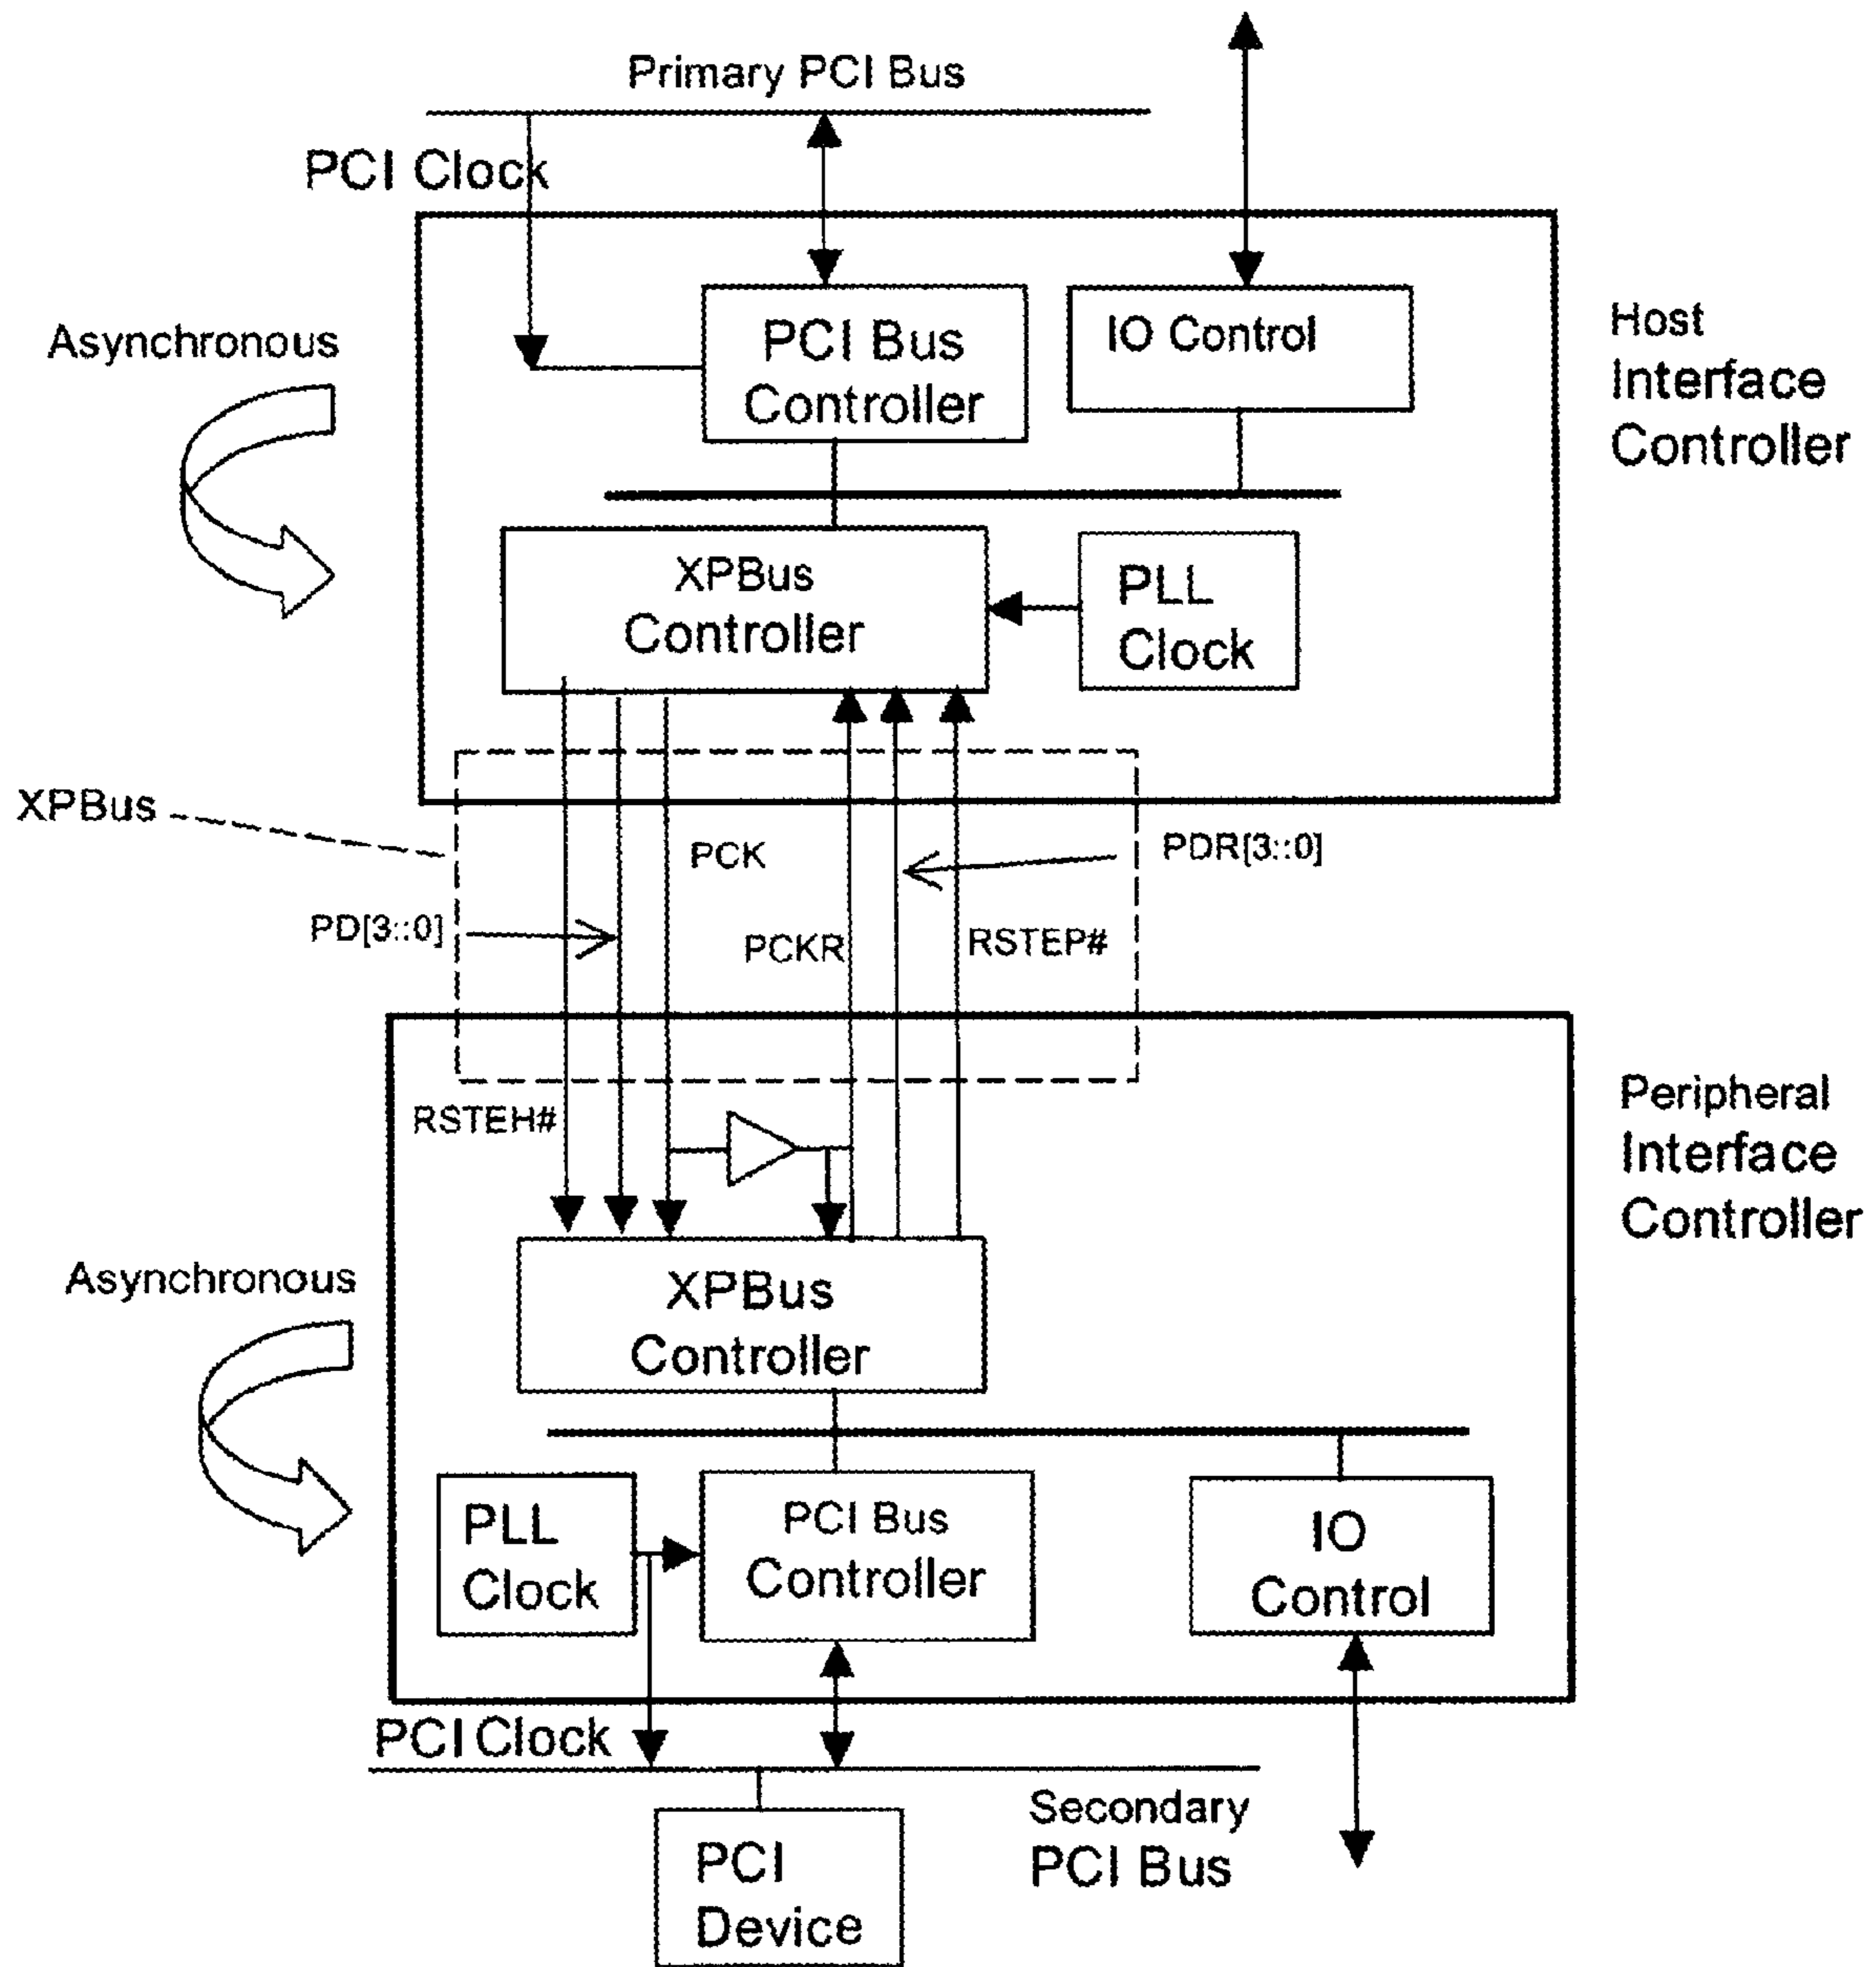 Primary PCI Bus
PCI Clock
Asynchronous
PCI Bus
Controller
IO Control
Host
Interface
Controller
XPBus
Controller
PLL
Clock
XPBus
PCK
PDR[3::0]
PD[3::0]
PCKR
RSTEP#
RSTEH#
Peripheral
Interface
Controller
Asynchronous
XPBus
Controller
PLL
Clock
PCI Bus
Controller
IO
Control
PCI Clock
Secondary
PCI Bus
PCI
Device